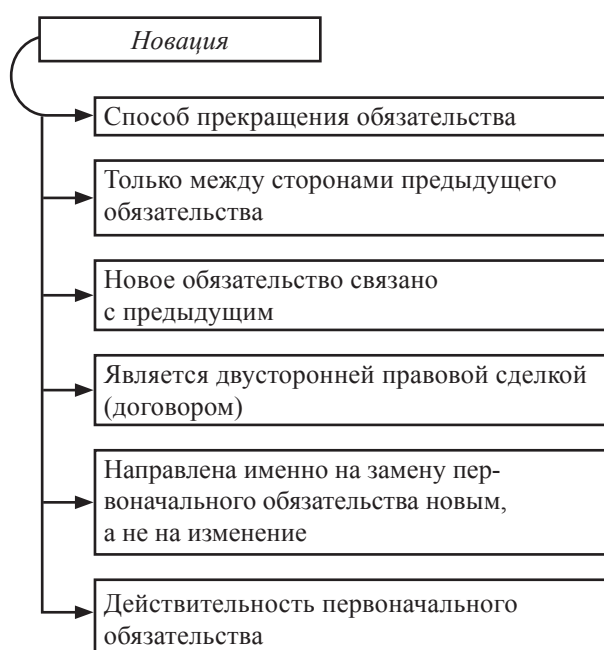 Новация
Способ прекращения обязательства
Только между сторонами предыдущего
обязательства
Новое обязательство связано
с предыдущим
Является двусторонней правовой сделкой
(договором)
Направлена именно на замену пер-
воначального обязательства новым,
а не на изменение
Действительность первоначального
обязательства